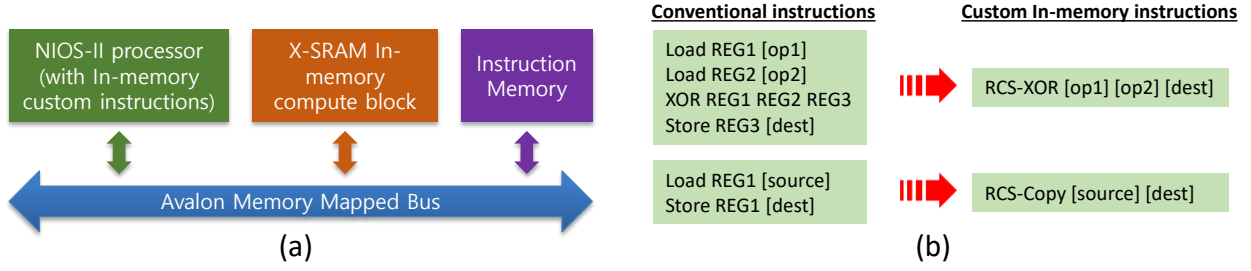 NIOS-II processor
(with In-memory
custom instructions)
X-SRAM In-
memory
compute block
Instruction
Memory
Avalon Memory Mapped Bus
(a)
Conventional instructions
Custom In-memory instructions
Load REG1 [op1]
Load REG2 [op2]
XOR REG1 REG2 REG3
Store REG3 [dest]
RCS-XOR [op1] [op2] [dest]
Load REG1 [source]
Store REG1 [dest]
RCS-Copy [source] [dest]
(b)